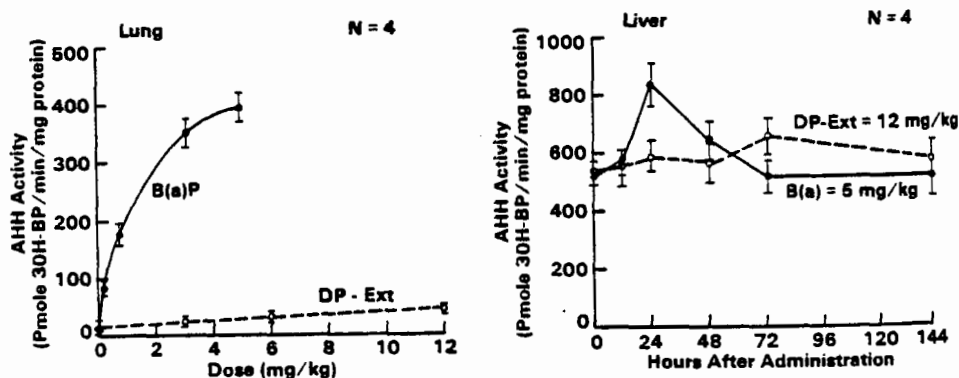 Lung N = 4
AHH Activity
(Pmole 30H-BP/min/mg protein)
500
400
300
200
100
0
B(a)P
DP - Ext
0 2 4 6 8 10 12
Dose (mg/kg)
Liver N = 4
AHH Activity
(Pmole 30H-BP/min/mg protein)
1000
800
600
400
200
0
DP-Ext = 12 mg/kg
B(a) = 5 mg/kg
0 24 48 72 96 120 144
Hours After Administration